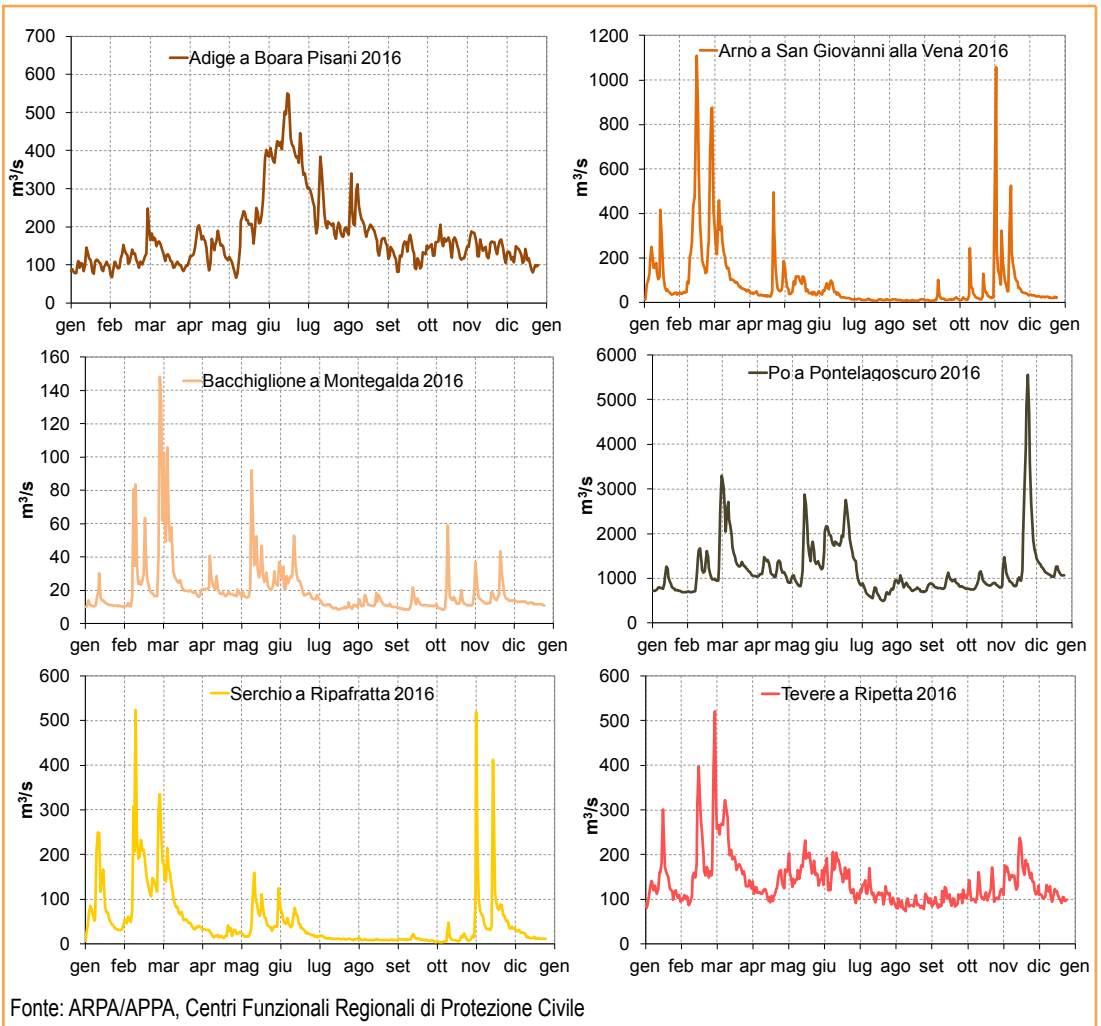 Adige a Boara Pisani 2016
700
600
500
400
300
200
100
0
m³/s
gen feb mar apr mag giu lug ago set ott nov dic gen
Arno a San Giovanni alla Vena 2016
1200
1000
800
600
400
200
0
m³/s
gen feb mar apr mag giu lug ago set ott nov dic gen
Bacchiglione a Montegalda 2016
160
140
120
100
80
60
40
20
0
m³/s
gen feb mar apr mag giu lug ago set ott nov dic gen
Po a Pontelagoscuro 2016
6000
5000
4000
3000
2000
1000
0
m³/s
gen feb mar apr mag giu lug ago set ott nov dic gen
Serchio a Ripafratta 2016
600
500
400
300
200
100
0
m³/s
gen feb mar apr mag giu lug ago set ott nov dic gen
Tevere a Ripetta 2016
600
500
400
300
200
100
0
m³/s
gen feb mar apr mag giu lug ago set ott nov dic gen
Fonte: ARPA/APPA, Centri Funzionali Regionali di Protezione Civile